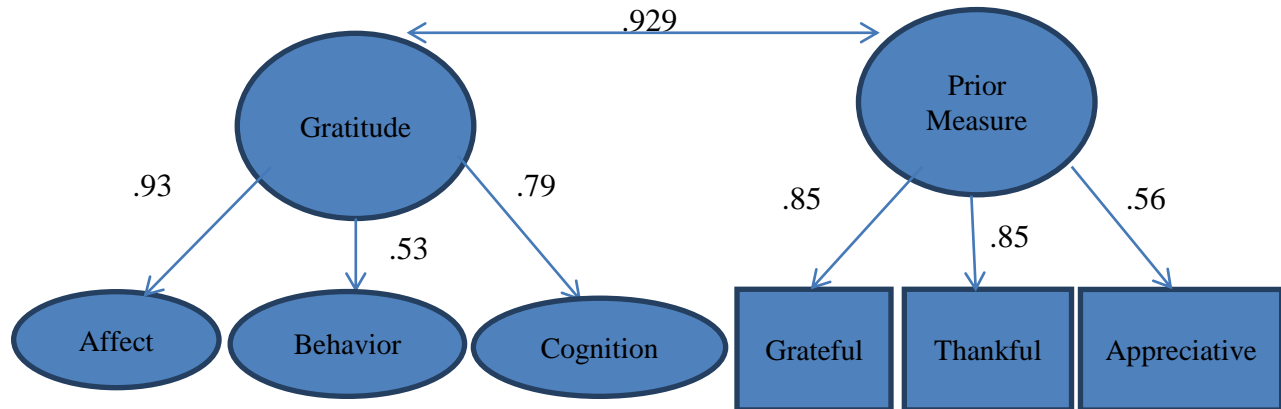 .929
Gratitude
Prior
Measure
.93
.79
.53
.85
.56
.85
Affect
Behavior
Cognition
Grateful
Thankful
Appreciative